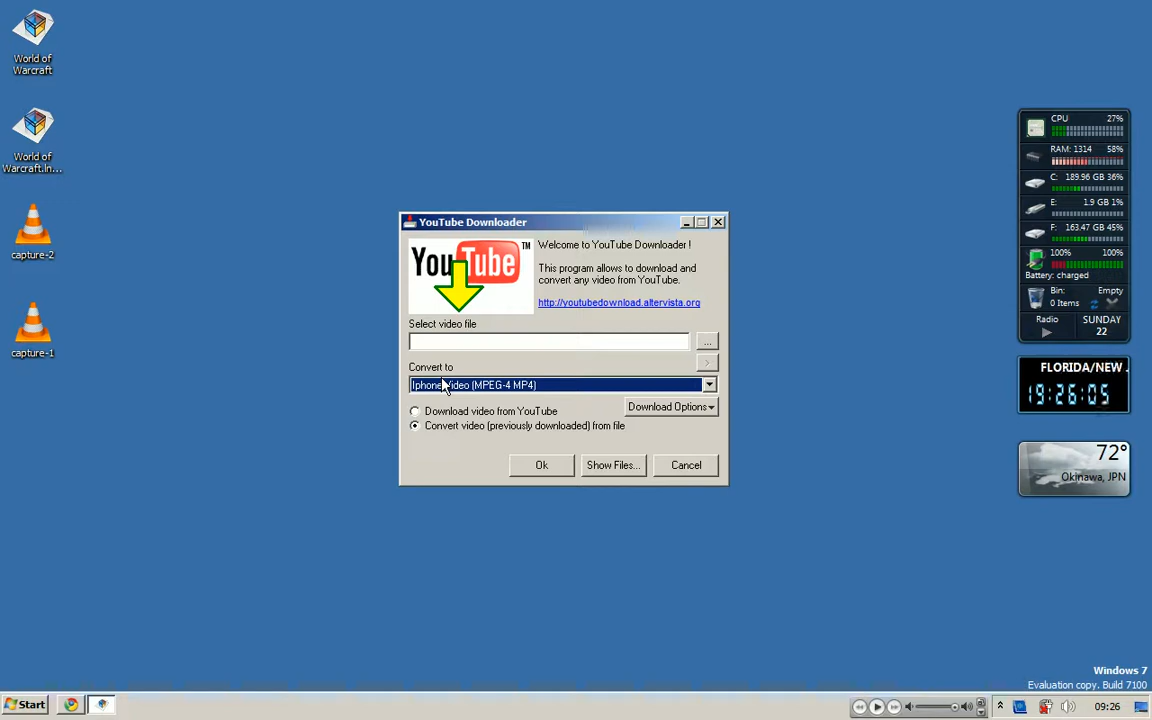 World of
Warcraft
World of
Warcraft.In...
capture-2
capture-1
YouTube Downloader
YouTube TM
Welcome to YouTube Downloader !
This program allows to download and
convert any video from YouTube.
http://youtubedownload.altervista.org
Select video file
...
>
Convert to
Iphone Video (MPEG-4 MP4)
Download video from YouTube
Download Options
Convert video (previously downloaded) from file
Ok
Show Files...
Cancel
CPU 27%
RAM: 1314 58%
C: 189.96 GB 36%
E: 1.9 GB 1%
F: 163.47 GB 45%
100% 100%
Battery: charged
Bin: Empty
0 Items
Radio
SUNDAY
22
FLORIDA/NEW .
19:26:05
72°
Okinawa, JPN
Windows 7
Evaluation copy. Build 7100
Start
09:26